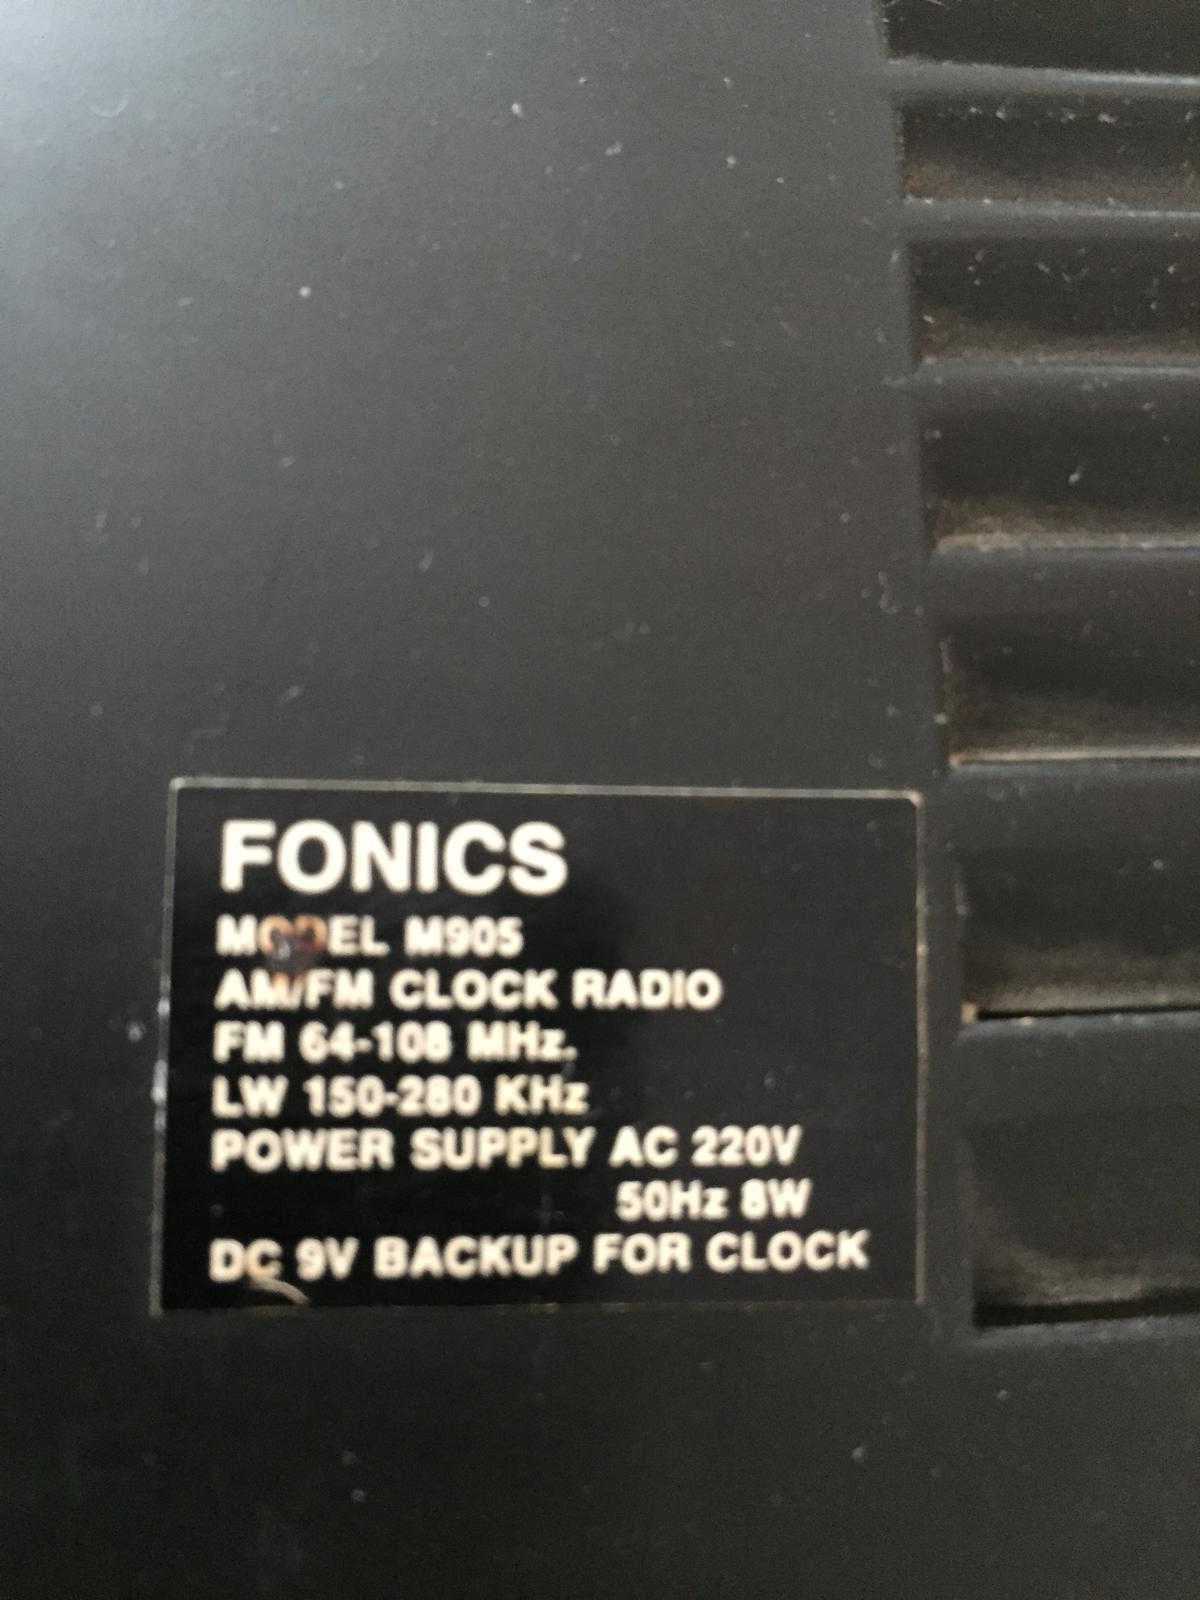 FONICS
MODEL M905
AM/FM CLOCK RADIO
FM 64-108 MHz.
LW 150-280 KHz
POWER SUPPLY AC 220V
50Hz 8W
DC 9V BACKUP FOR CLOCK